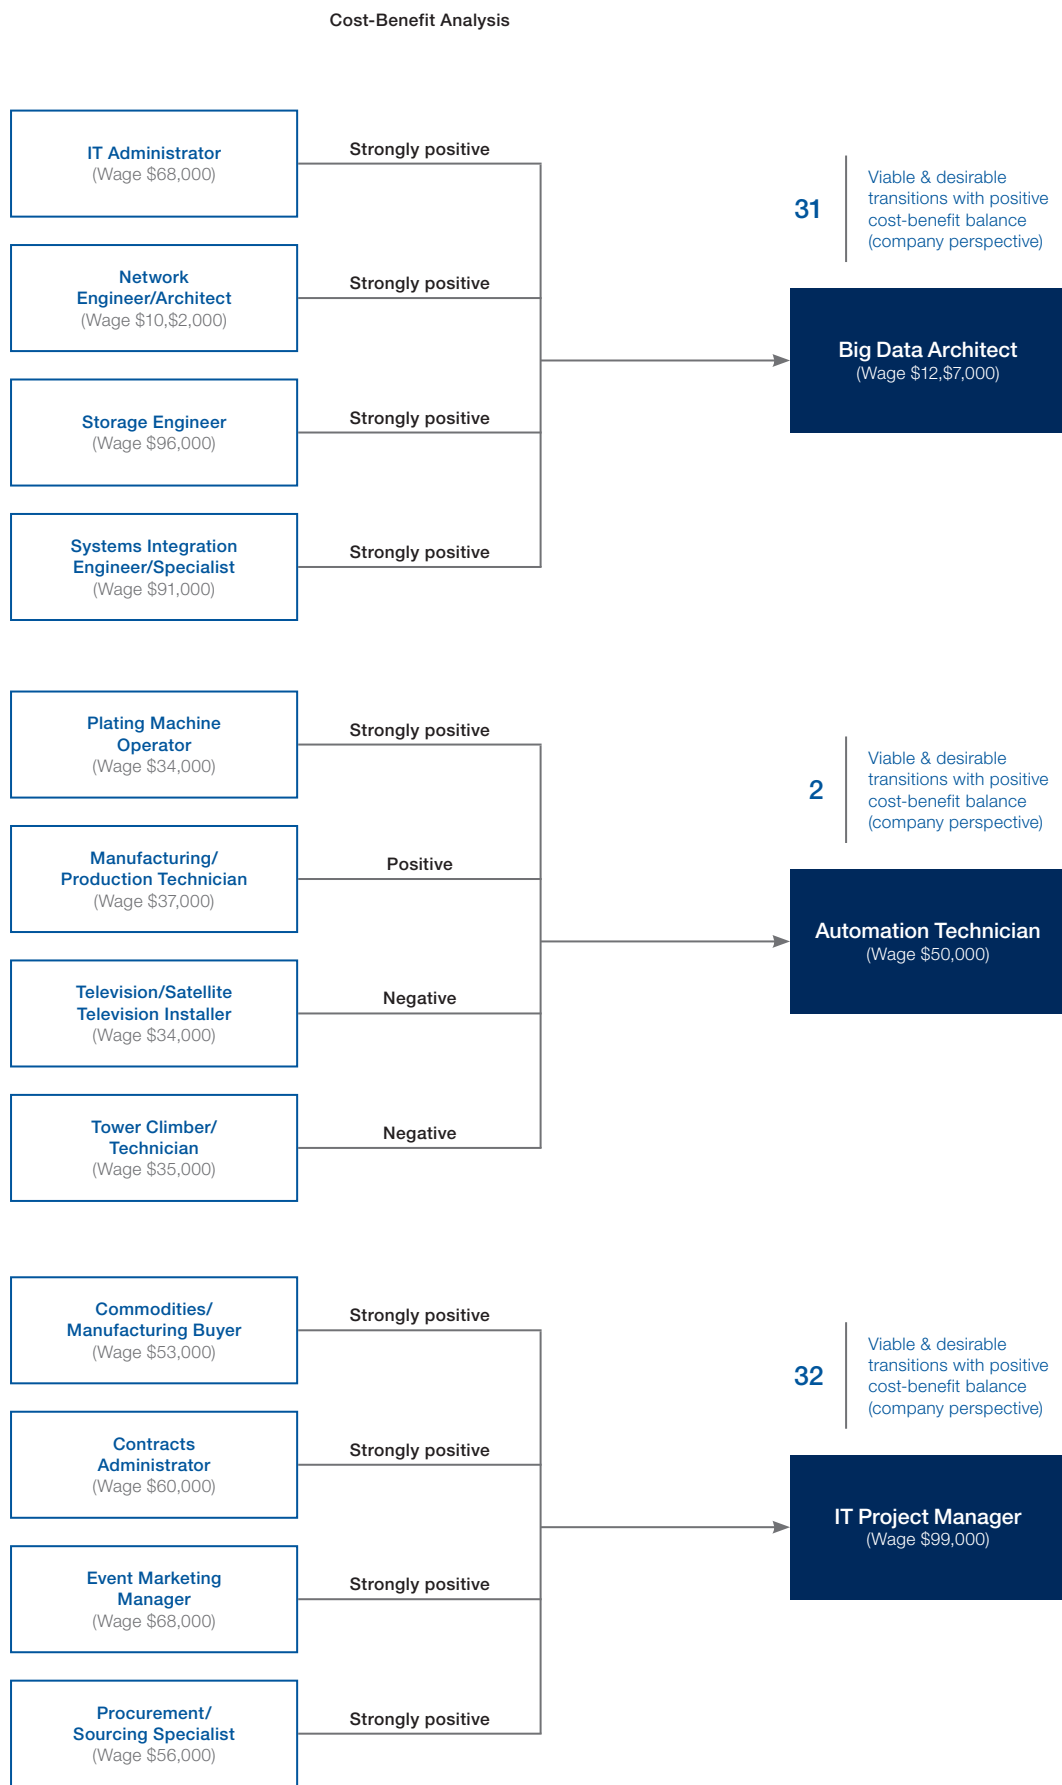 Cost-Benefit Analysis
IT Administrator
(Wage $68,000)
Strongly positive
Network
Engineer/Architect
(Wage $10,$2,000)
Strongly positive
Storage Engineer
(Wage $96,000)
Strongly positive
Systems Integration
Engineer/Specialist
(Wage $91,000)
Strongly positive
31
Viable & desirable
transitions with positive
cost-benefit balance
(company perspective)
Big Data Architect
(Wage $12,$7,000)
Plating Machine
Operator
(Wage $34,000)
Strongly positive
Manufacturing/
Production Technician
(Wage $37,000)
Positive
Television/Satellite
Television Installer
(Wage $34,000)
Negative
Tower Climber/
Technician
(Wage $35,000)
Negative
2
Viable & desirable
transitions with positive
cost-benefit balance
(company perspective)
Automation Technician
(Wage $50,000)
Commodities/
Manufacturing Buyer
(Wage $53,000)
Strongly positive
Contracts
Administrator
(Wage $60,000)
Strongly positive
Event Marketing
Manager
(Wage $68,000)
Strongly positive
Procurement/
Sourcing Specialist
(Wage $56,000)
Strongly positive
32
Viable & desirable
transitions with positive
cost-benefit balance
(company perspective)
IT Project Manager
(Wage $99,000)